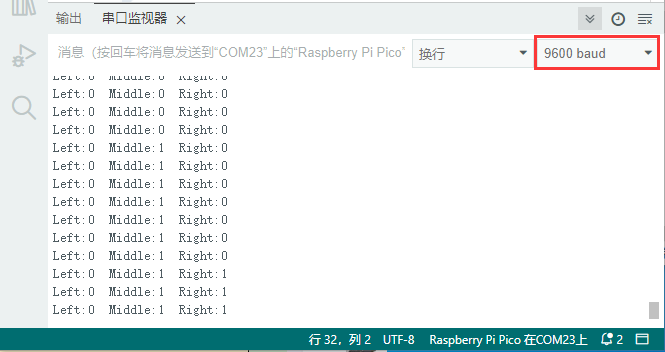 输出 串口监视器
消息（按回车将消息发送到“COM23”上的“Raspberry Pi Pico” 换行 9600 baud
Left:0 Middle:0 Right:0
Left:0 Middle:0 Right:0
Left:0 Middle:0 Right:0
Left:0 Middle:0 Right:0
Left:0 Middle:1 Right:0
Left:0 Middle:1 Right:0
Left:0 Middle:1 Right:0
Left:0 Middle:1 Right:0
Left:0 Middle:1 Right:0
Left:0 Middle:1 Right:0
Left:0 Middle:1 Right:0
Left:0 Middle:1 Right:1
Left:0 Middle:1 Right:1
Left:0 Middle:1 Right:1
行 32，列 2 UTF-8 Raspberry Pi Pico 在COM23上 2